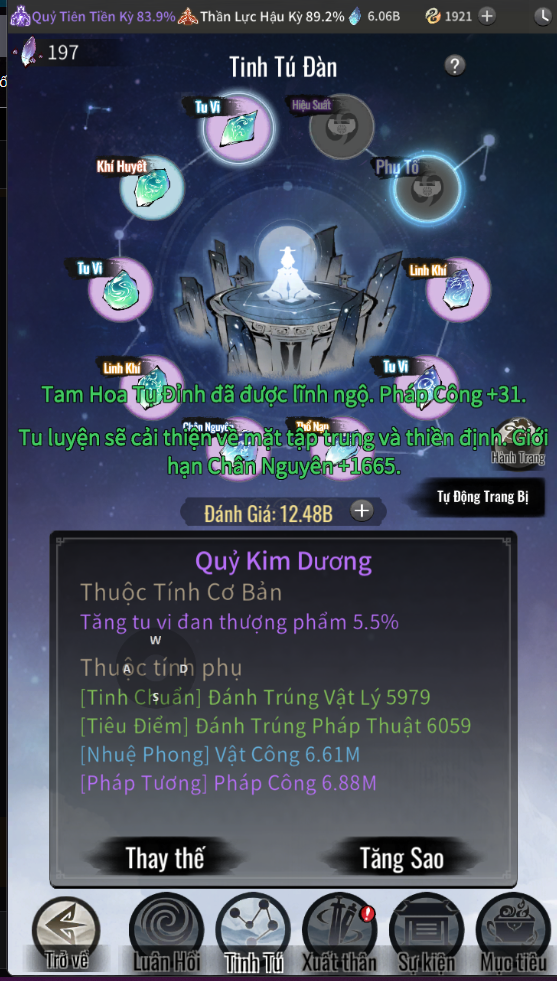 Quỷ Tiên Tiền Kỳ 83.9% Thần Lực Hậu Kỳ 89.2% 6.06B 1921
197
Tinh Tú Đàn
?
Tu Vi
Hiệu Suất
Khí Huyết
Phụ Tố
Tu Vi
Linh Khí
Linh Khí
Tu Vi
Tam Hoa Tụ Đỉnh đã được lĩnh ngộ. Pháp Công +31.
Chân Nguyên
Thổ Nạp
Tu luyện sẽ cải thiện về mặt tập trung và thiền định. Giới
hạn Chân Nguyên +1665.
Hành Trang
Tự Động Trang Bị
Đánh Giá: 12.48B
Quỷ Kim Dương
Thuộc Tính Cơ Bản
Tăng tu vi đan thượng phẩm 5.5%
W
A
D
S
Thuộc tính phụ
[Tinh Chuẩn] Đánh Trúng Vật Lý 5979
[Tiêu Điểm] Đánh Trúng Pháp Thuật 6059
[Nhuệ Phong] Vật Công 6.61M
[Pháp Tương] Pháp Công 6.88M
Thay thế
Tăng Sao
Trở về
Luân Hồi
Tinh Tú
Xuất thân
Sự kiện
Mục tiêu